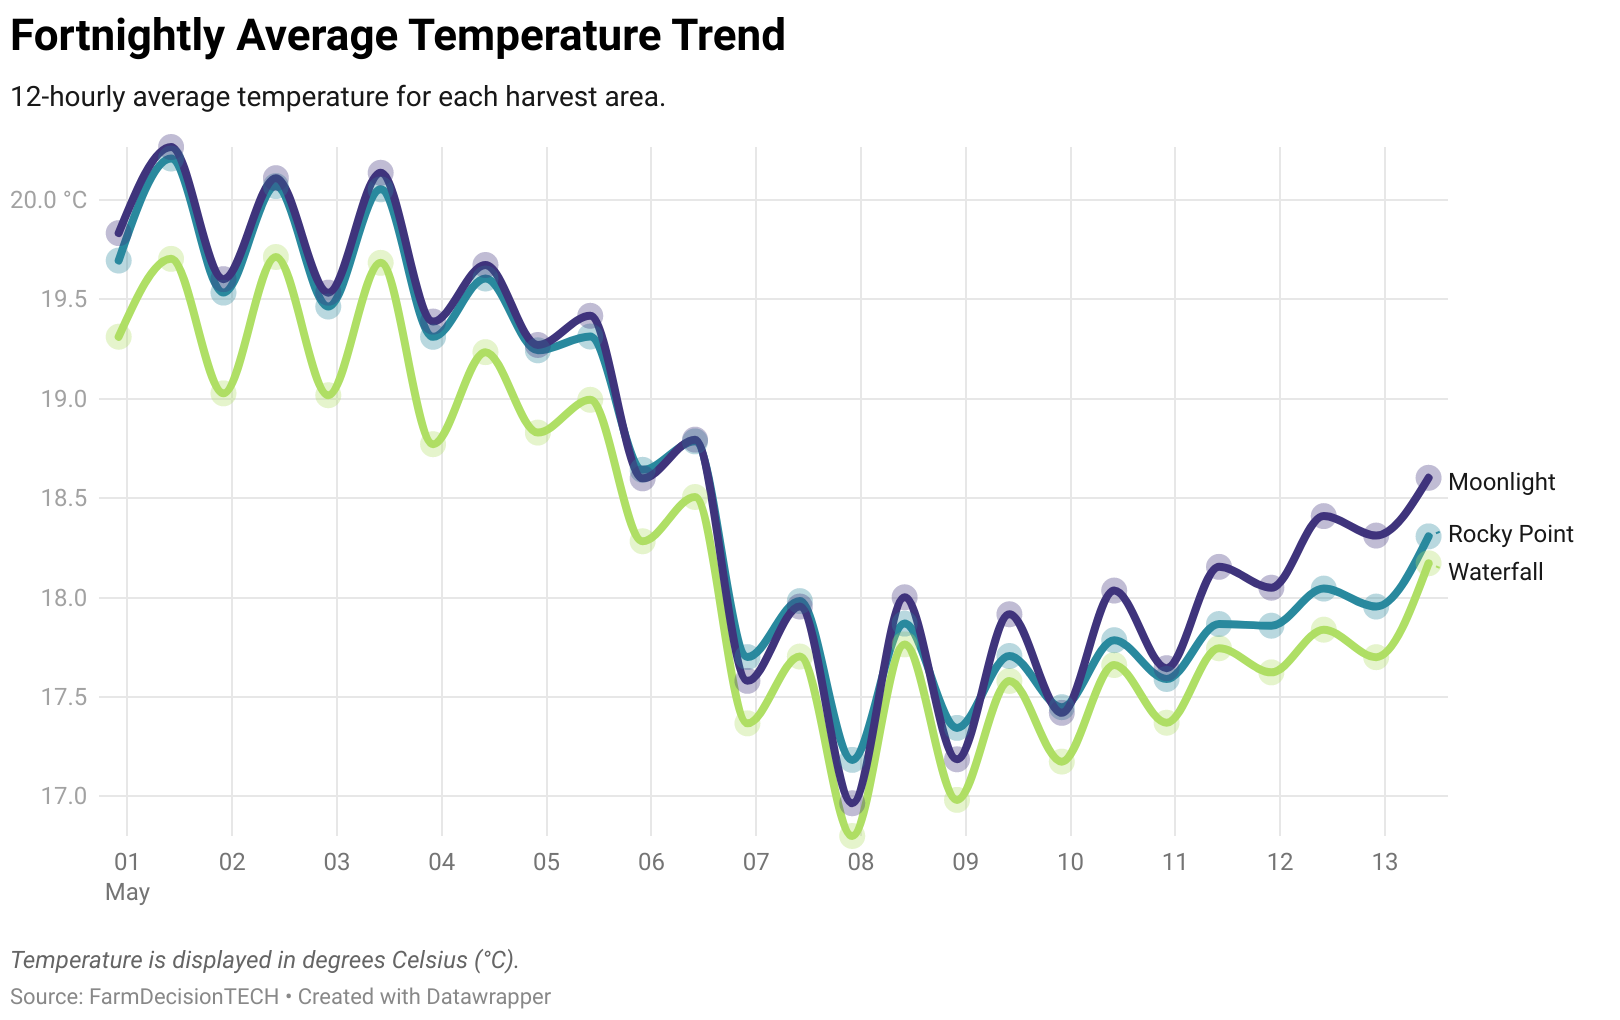 Fortnightly Average Temperature Trend
12-hourly average temperature for each harvest area.
20.0 °C
19.5
19.0
18.5
18.0
17.5
17.0
Moonlight
Rocky Point
Waterfall
01 02 03 04 05 06 07 08 09 10 11 12 13
May
Temperature is displayed in degrees Celsius (°C).
Source: FarmDecisionTECH • Created with Datawrapper